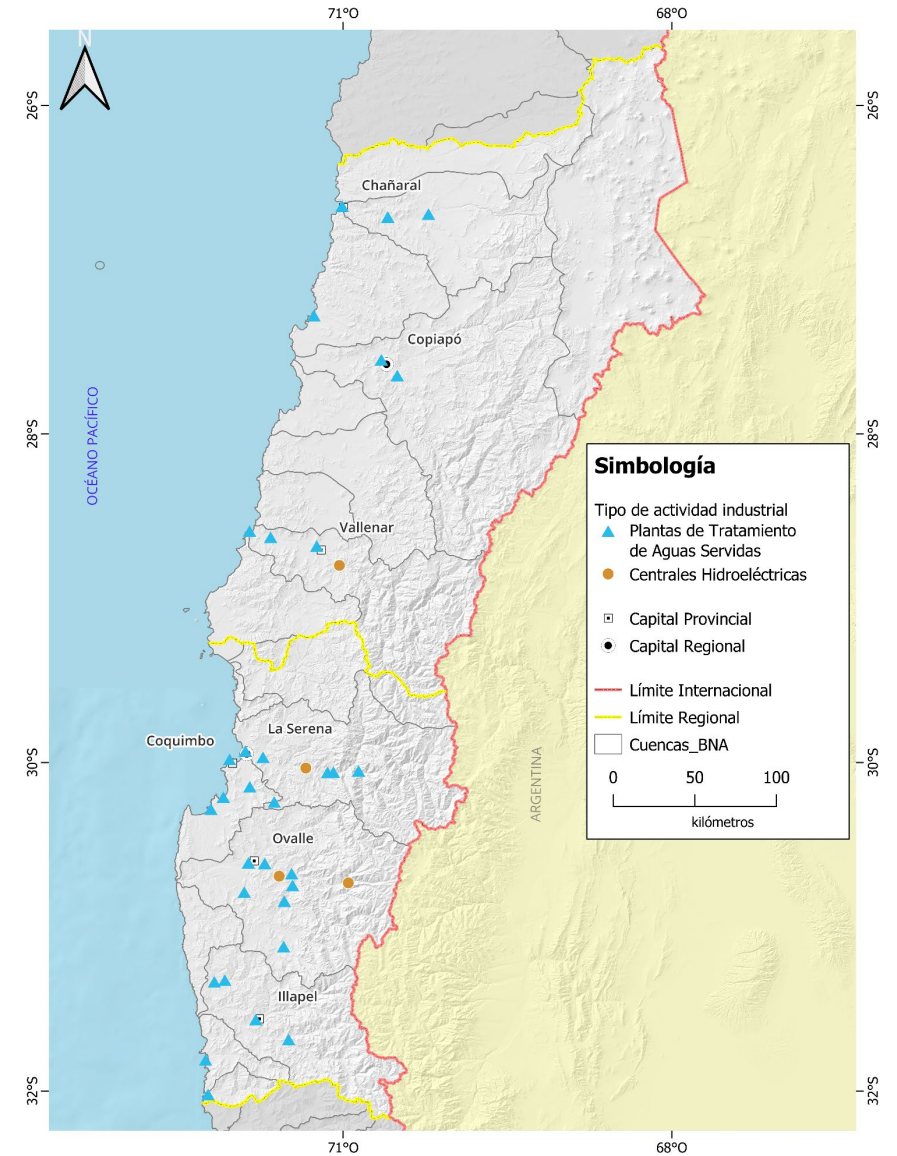 71°O
68°O
N
26°S
26°S
Chañaral
Copiapó
OCÉANO PACÍFICO
28°S
28°S
Simbología
Tipo de actividad industrial
Plantas de Tratamiento
de Aguas Servidas
Centrales Hidroeléctricas
Capital Provincial
Capital Regional
Límite Internacional
Límite Regional
Cuencas_BNA
0 50 100
kilómetros
Vallenar
La Serena
Coquimbo
30°S
30°S
ARGENTINA
Ovalle
Illapel
32°S
32°S
71°O
68°O